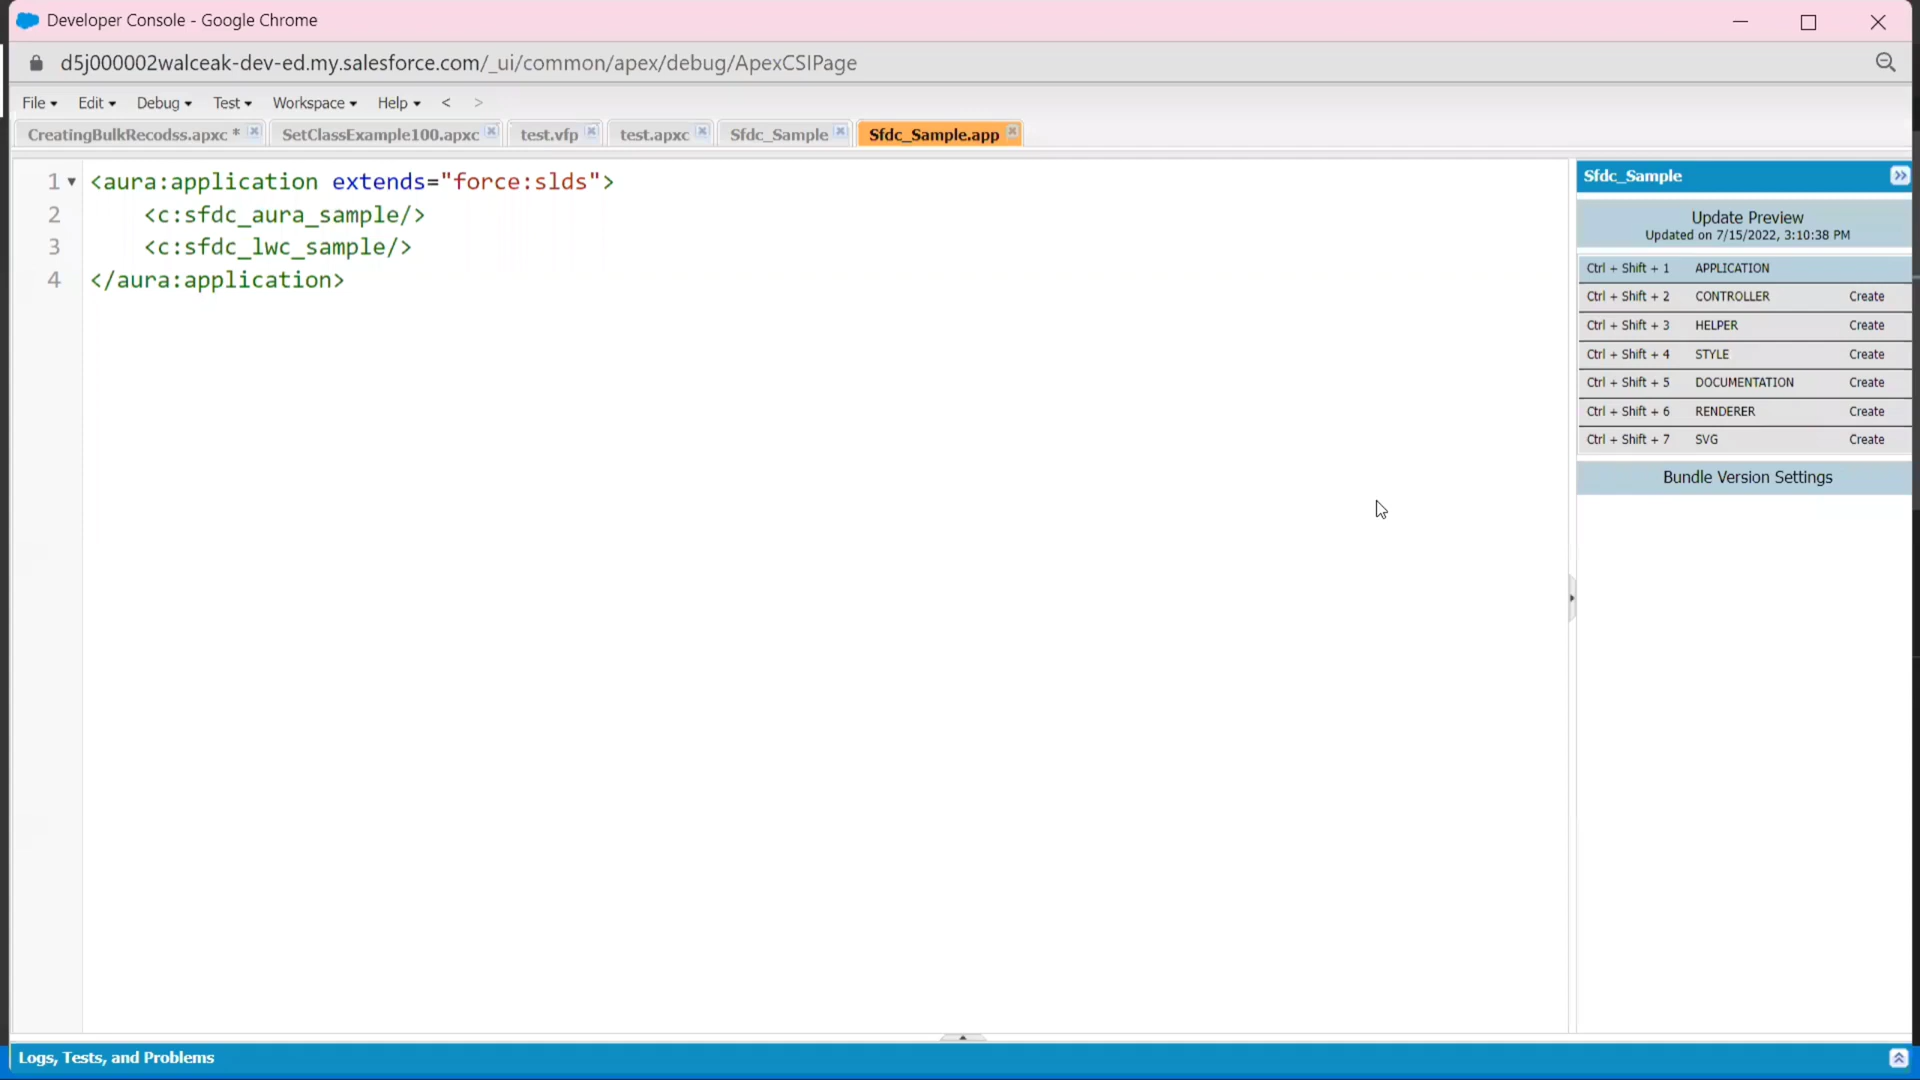 Developer Console - Google Chrome
d5j000002walceak-dev-ed.my.salesforce.com/_ui/common/apex/debug/ApexCSIPage
File Edit Debug Test Workspace Help < >
CreatingBulkRecodss.apxc * SetClassExample100.apxc test.vfp test.apxc Sfdc_Sample Sfdc_Sample.app
1 <aura:application extends="force:slds">
2 <c:sfdc_aura_sample/>
3 <c:sfdc_lwc_sample/>
4 </aura:application>
Sfdc_Sample
Update Preview
Updated on 7/15/2022, 3:10:38 PM
Ctrl + Shift + 1 APPLICATION
Ctrl + Shift + 2 CONTROLLER Create
Ctrl + Shift + 3 HELPER Create
Ctrl + Shift + 4 STYLE Create
Ctrl + Shift + 5 DOCUMENTATION Create
Ctrl + Shift + 6 RENDERER Create
Ctrl + Shift + 7 SVG Create
Bundle Version Settings
Logs, Tests, and Problems